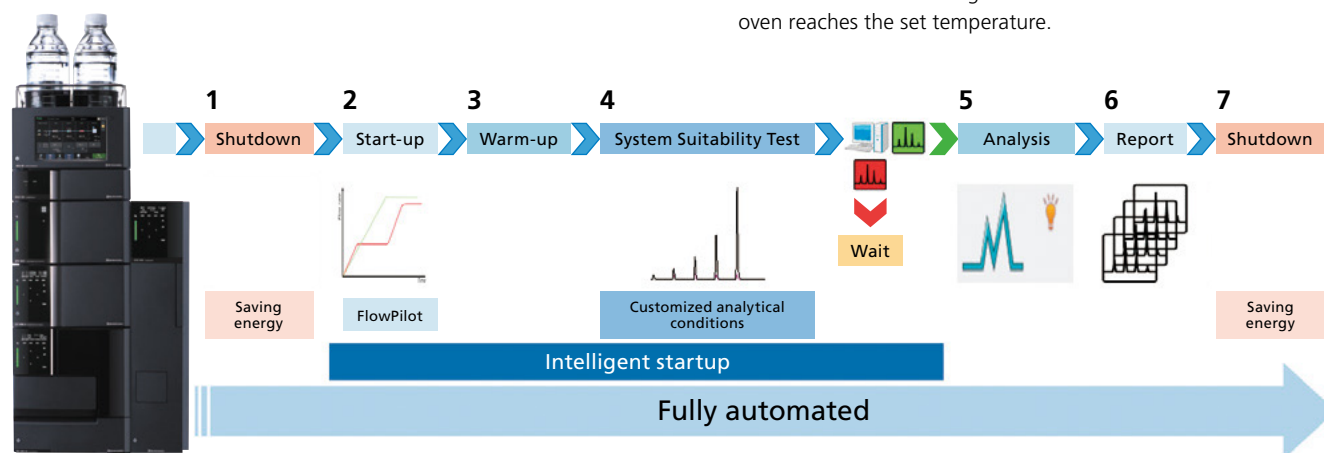 oven reaches the set temperature.
1 2 3 4 5 6 7
Shutdown Start-up Warm-up System Suitability Test Analysis Report Shutdown
Wait
Saving
energy
FlowPilot
Customized analytical
conditions
Saving
energy
Intelligent startup
Fully automated